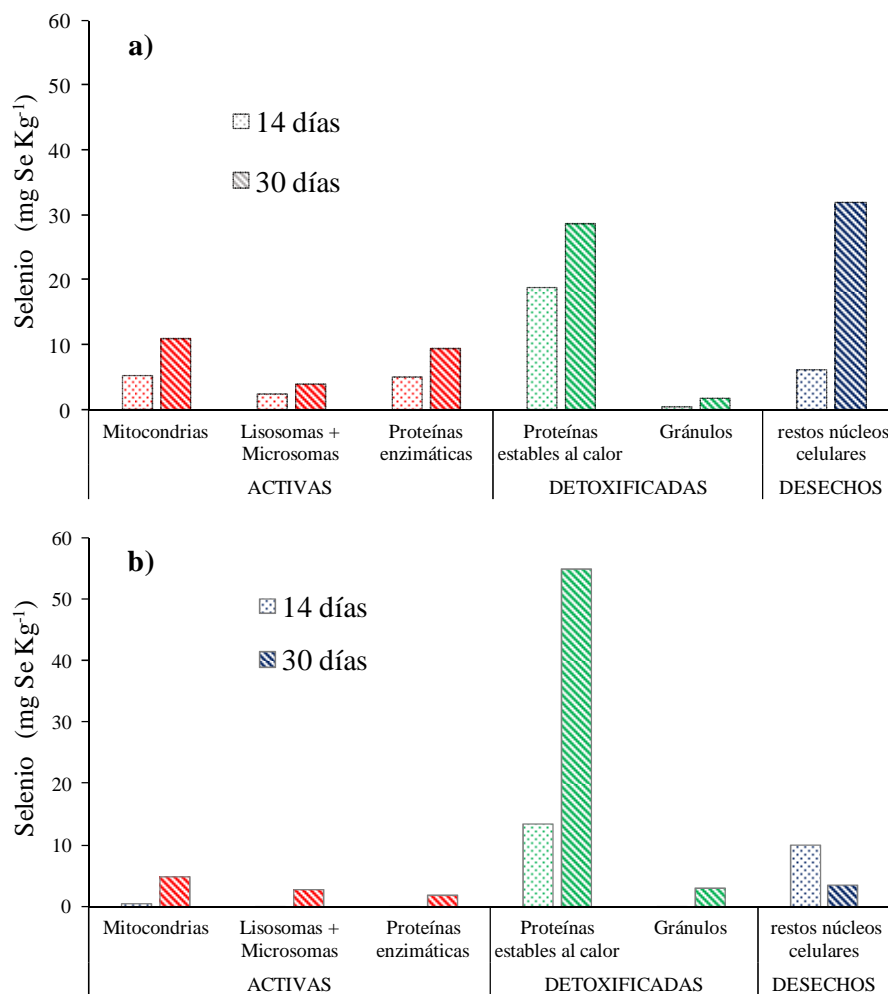 a)
60
50
40
30
20
10
0
Selenio (mg Se Kg-1)
14 días
30 días
Mitocondrias
Lisosomas +
Microsomas
Proteínas
enzimáticas
Proteínas
estables al calor
Gránulos
restos núcleos
celulares
ACTIVAS
DETOXIFICADAS
DESECHOS
b)
60
50
40
30
20
10
0
Selenio (mg Se Kg-1)
14 días
30 días
Mitocondrias
Lisosomas +
Microsomas
Proteínas
enzimáticas
Proteínas
estables al calor
Gránulos
restos núcleos
celulares
ACTIVAS
DETOXIFICADAS
DESECHOS